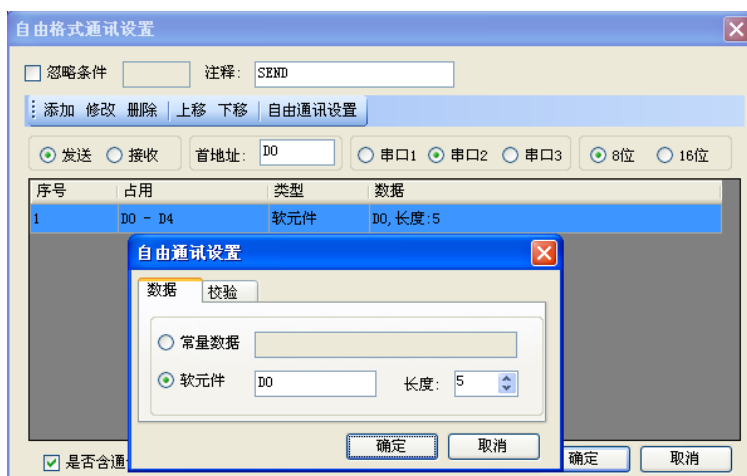 自由格式通讯设置
忽略条件 注释: SEND
添加 修改 删除 上移 下移 自由通讯设置
发送 接收 首地址: D0 串口1 串口2 串口3 8位 16位
序号 占用 类型 数据
1 D0 - D4 软元件 D0,长度:5
自由通讯设置
数据 校验
常量数据
软元件 D0 长度: 5
确定 取消
是否含通 确定 取消